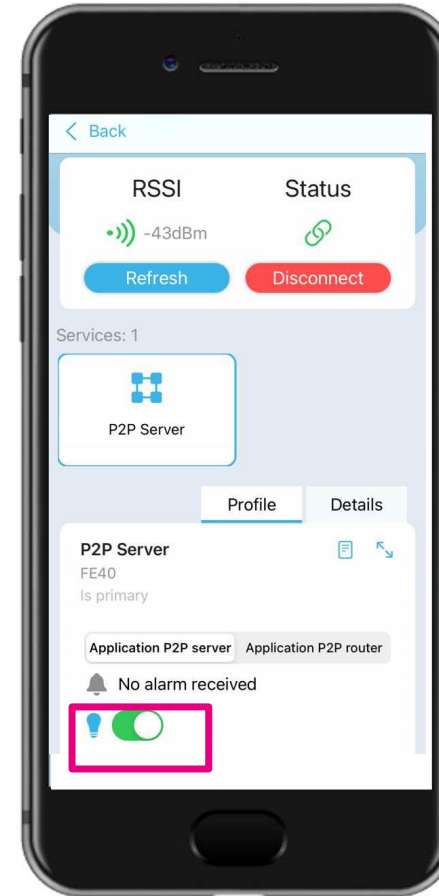 Back
RSSI Status
-43dBm
Refresh Disconnect
Services: 1
P2P Server
Profile Details
P2P Server
FE40
Is primary
Application P2P server Application P2P router
No alarm received